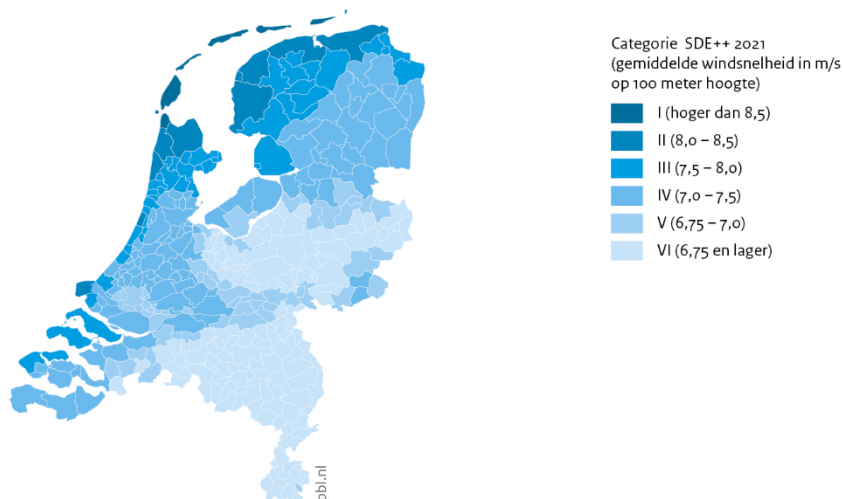 Categorie SDE++ 2021
(gemiddelde windsnelheid in m/s
op 100 meter hoogte)
I (hoger dan 8,5)
II (8,0 – 8,5)
III (7,5 – 8,0)
IV (7,0 – 7,5)
V (6,75 – 7,0)
VI (6,75 en lager)
pbl.nl